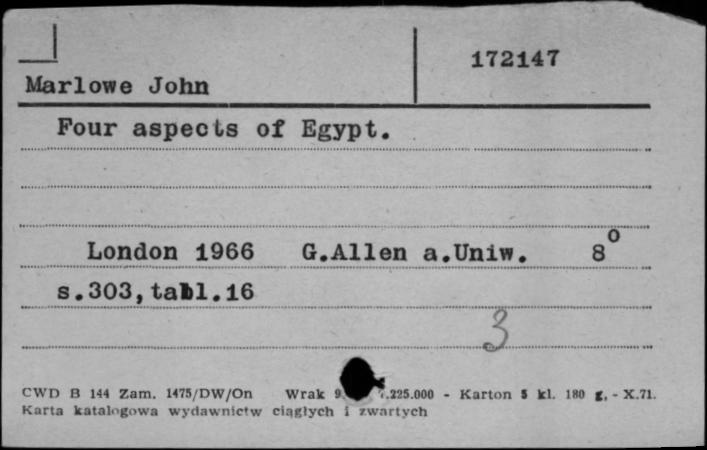 172147
Marlowe John
Four aspects of Egypt.
London 1966 G.Allen a.Uniw. 8°
s.303, tabl.16
3
CWD B 144 Zam. 1475/DW/On Wrak .225.000 - Karton 5 kl. 180 g. - X.71.
Karta katalogowa wydawnictw ciągłych i zwartych